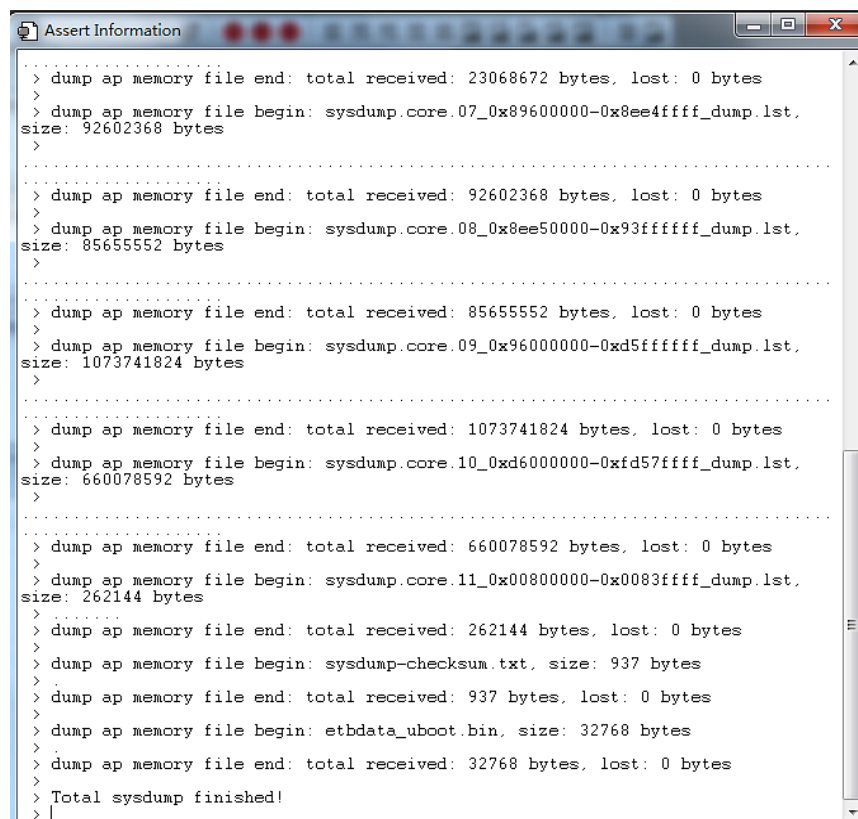 Assert Information
. . . . . . . . . . . . . . . . . . . .
> dump ap memory file end: total received: 23068672 bytes, lost: 0 bytes
>
> dump ap memory file begin: sysdump.core.07_0x89600000-0x8ee4ffff_dump.lst,
size: 92602368 bytes
>
. . . . . . . . . . . . . . . . . . . . . . . . . . . . . . . . . . . . . . . . . . . . . . . . . . . . . . . . . . . . . . . . . . . . . . . . . . . . . . . .
. . . . . . . . . . . . . . . . . . . .
> dump ap memory file end: total received: 92602368 bytes, lost: 0 bytes
>
> dump ap memory file begin: sysdump.core.08_0x8ee50000-0x93ffffff_dump.lst,
size: 85655552 bytes
>
. . . . . . . . . . . . . . . . . . . . . . . . . . . . . . . . . . . . . . . . . . . . . . . . . . . . . . . . . . . . . . . . . . . . . . . . . . . . . . . .
. . . . . . . . . . . . . . . . . . . .
> dump ap memory file end: total received: 85655552 bytes, lost: 0 bytes
>
> dump ap memory file begin: sysdump.core.09_0x96000000-0xd5ffffff_dump.lst,
size: 1073741824 bytes
>
. . . . . . . . . . . . . . . . . . . . . . . . . . . . . . . . . . . . . . . . . . . . . . . . . . . . . . . . . . . . . . . . . . . . . . . . . . . . . . . .
. . . . . . . . . . . . . . . . . . . .
> dump ap memory file end: total received: 1073741824 bytes, lost: 0 bytes
>
> dump ap memory file begin: sysdump.core.10_0xd6000000-0xfd57ffff_dump.lst,
size: 660078592 bytes
>
. . . . . . . . . . . . . . . . . . . . . . . . . . . . . . . . . . . . . . . . . . . . . . . . . . . . . . . . . . . . . . . . . . . . . . . . . . . . . . . .
. . . . . . . . . . . . . . . . . . . .
> dump ap memory file end: total received: 660078592 bytes, lost: 0 bytes
>
> dump ap memory file begin: sysdump.core.11_0x00800000-0x0083ffff_dump.lst,
size: 262144 bytes
> .......
> dump ap memory file end: total received: 262144 bytes, lost: 0 bytes
>
> dump ap memory file begin: sysdump-checksum.txt, size: 937 bytes
> .
> dump ap memory file end: total received: 937 bytes, lost: 0 bytes
>
> dump ap memory file begin: etbdata_uboot.bin, size: 32768 bytes
> .
> dump ap memory file end: total received: 32768 bytes, lost: 0 bytes
>
> Total sysdump finished!
>